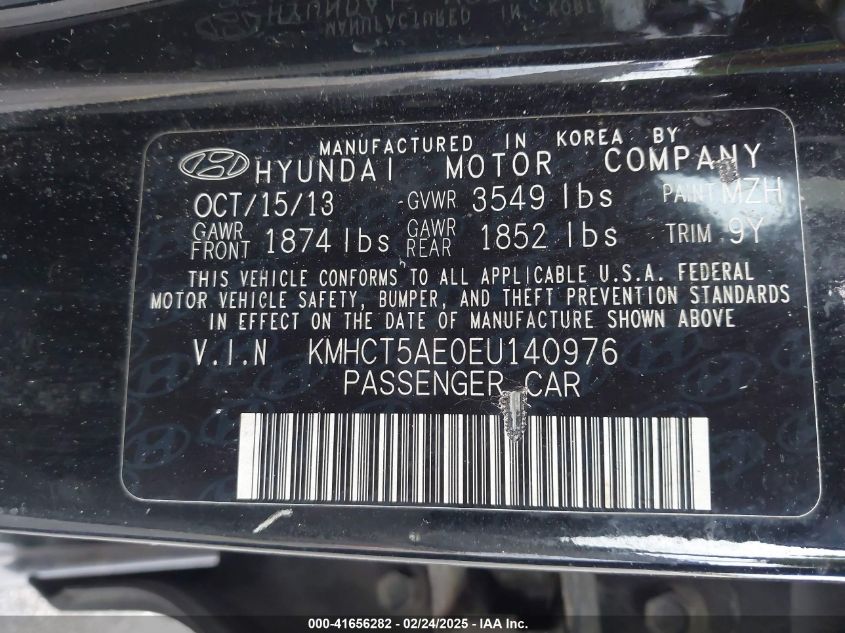 MANUFACTURED IN KOREA BY
HYUNDAI MOTOR COMPANY
OCT/15/13 GVWR 3549 lbs PAINT MZH
GAWR FRONT 1874 lbs GAWR REAR 1852 lbs TRIM 9Y
THIS VEHICLE CONFORMS TO ALL APPLICABLE U.S.A. FEDERAL
MOTOR VEHICLE SAFETY, BUMPER, AND THEFT PREVENTION STANDARDS
IN EFFECT ON THE DATE OF MANUFACTURE SHOWN ABOVE
V.I.N KMHCT5AE0EU140976
PASSENGER CAR
000-41656282 - 02/24/2025 - IAA Inc.